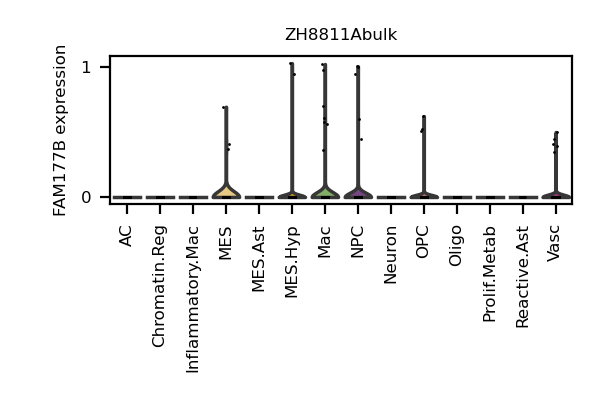 ZH8811Abulk
FAM177B expression
1
0
AC
Chromatin.Reg
Inflammatory.Mac
MES
MES.Ast
MES.Hyp
Mac
NPC
Neuron
OPC
Oligo
Prolif.Metab
Reactive.Ast
Vasc